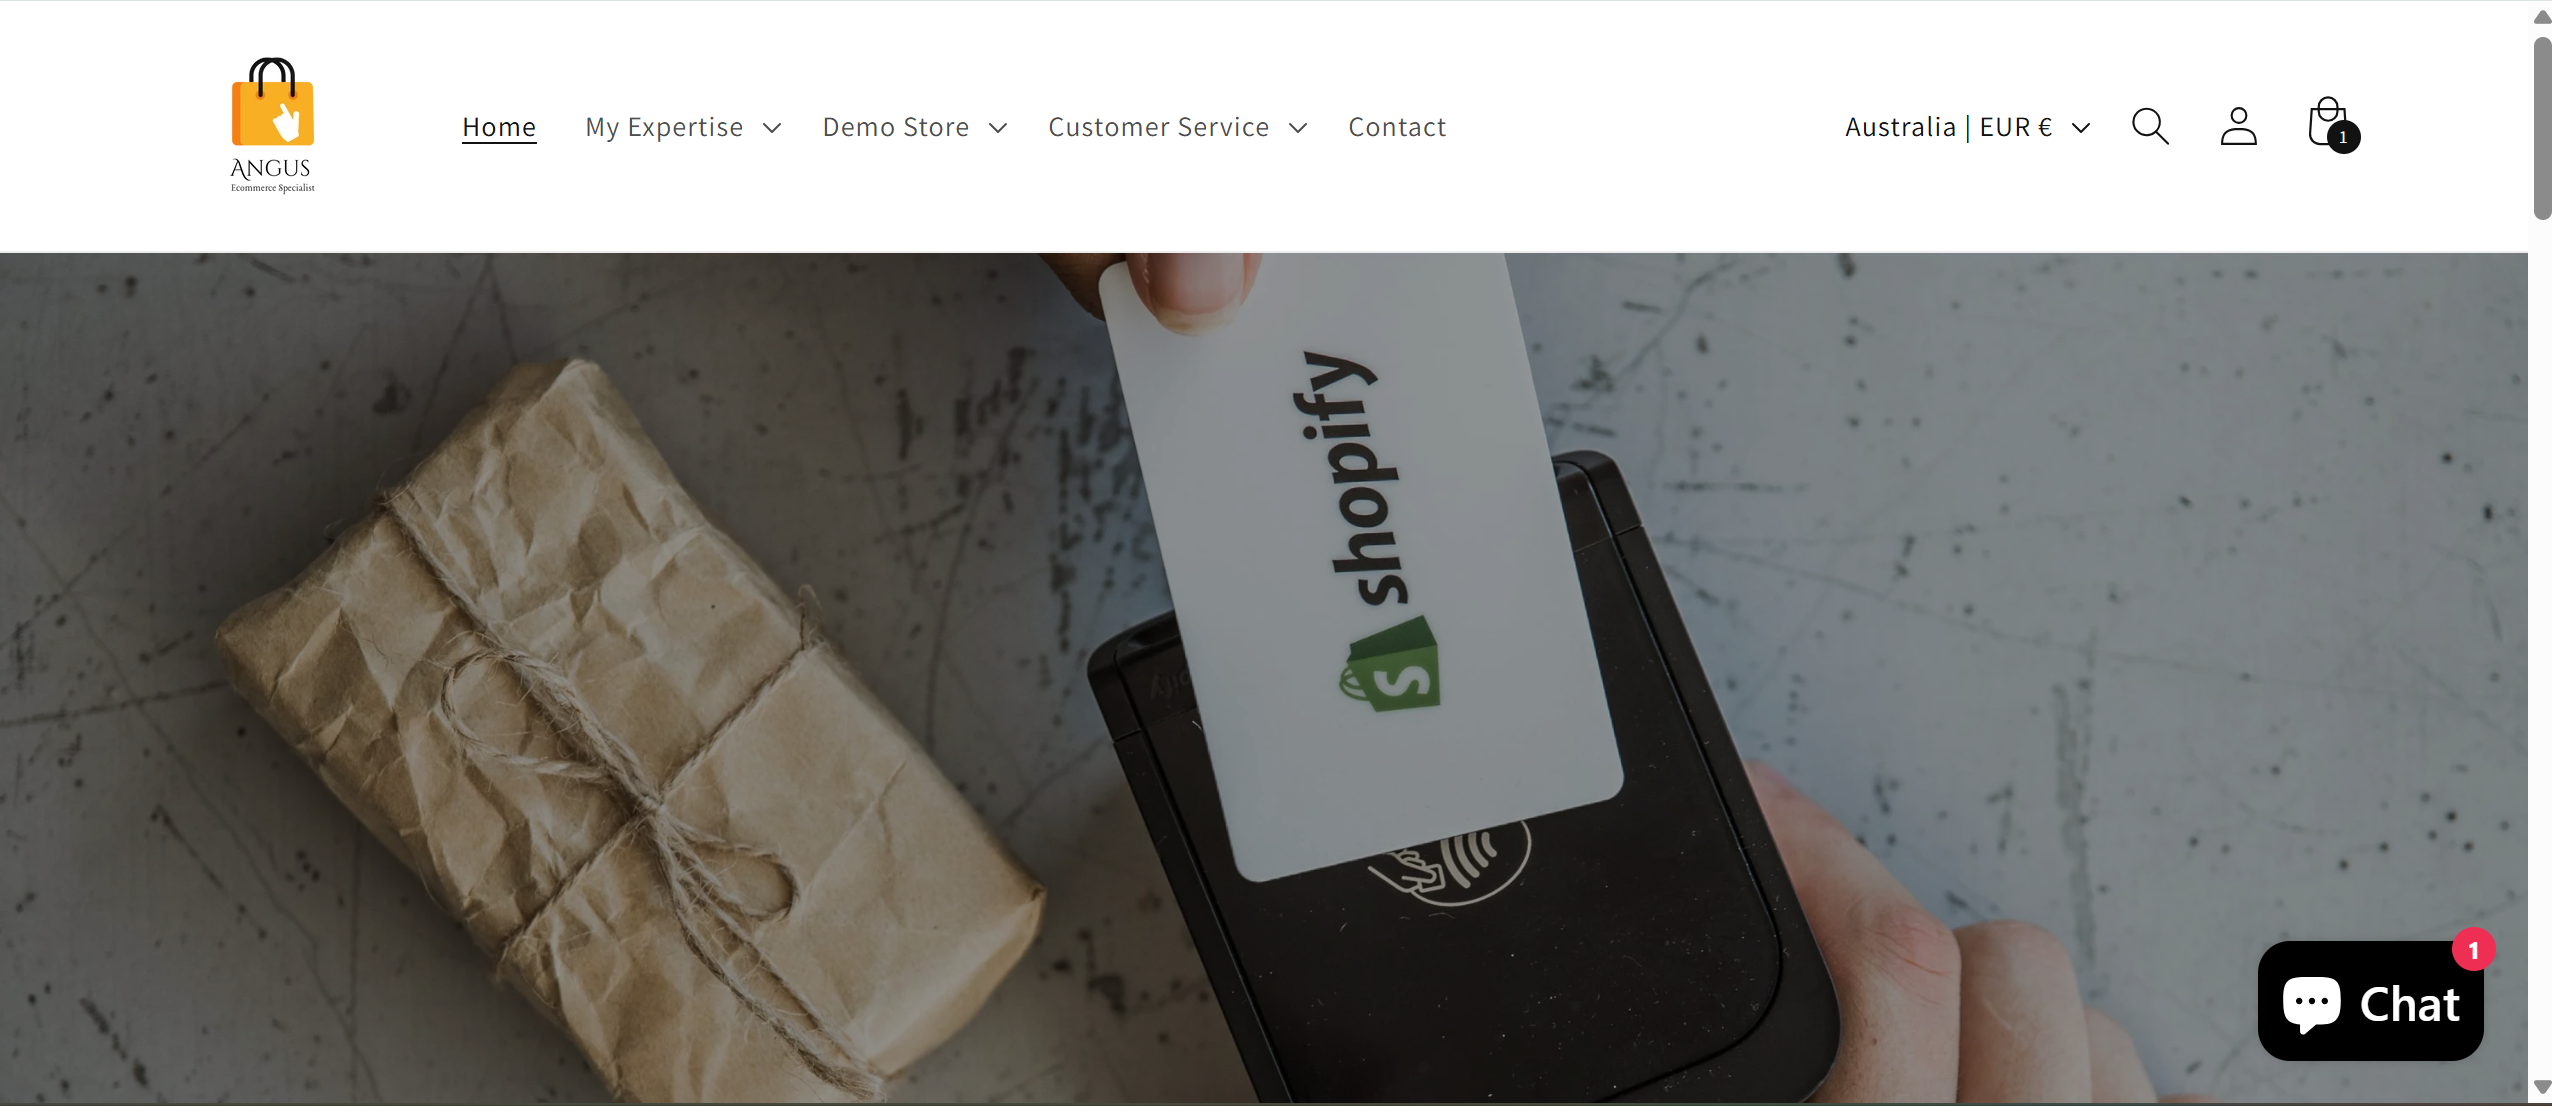 Home
My Expertise
Demo Store
Customer Service
Contact
Australia | EUR €
1
ANGUS
Ecommerce Specialist
shopify
1
Chat